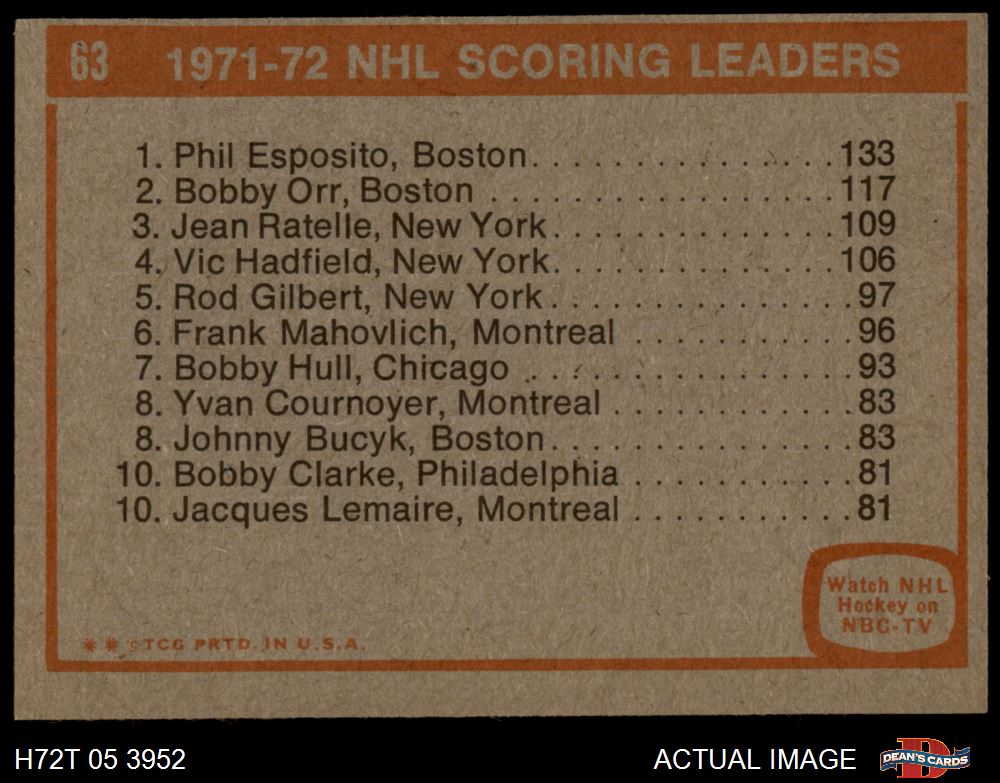 63 1971-72 NHL SCORING LEADERS
1. Phil Esposito, Boston. . . . . . . . . . . . . . . .133
2. Bobby Orr, Boston . . . . . . . . . . . . . . . . . .117
3. Jean Ratelle, New York. . . . . . . . . . . . . . .109
4. Vic Hadfield, New York. . . . . . . . . . . . . . .106
5. Rod Gilbert, New York . . . . . . . . . . . . . . . .97
6. Frank Mahovlich, Montreal . . . . . . . . . . . .96
7. Bobby Hull, Chicago . . . . . . . . . . . . . . . . .93
8. Yvan Cournoyer, Montreal . . . . . . . . . . . . .83
8. Johnny Bucyk, Boston. . . . . . . . . . . . . . . .83
10. Bobby Clarke, Philadelphia . . . . . . . . . . . .81
10. Jacques Lemaire, Montreal . . . . . . . . . . . .81
Watch NHL
Hockey on
NBC-TV
* * ©TCG PRTD. IN U.S.A.
H72T 05 3952
ACTUAL IMAGE
DEAN'S CARDS